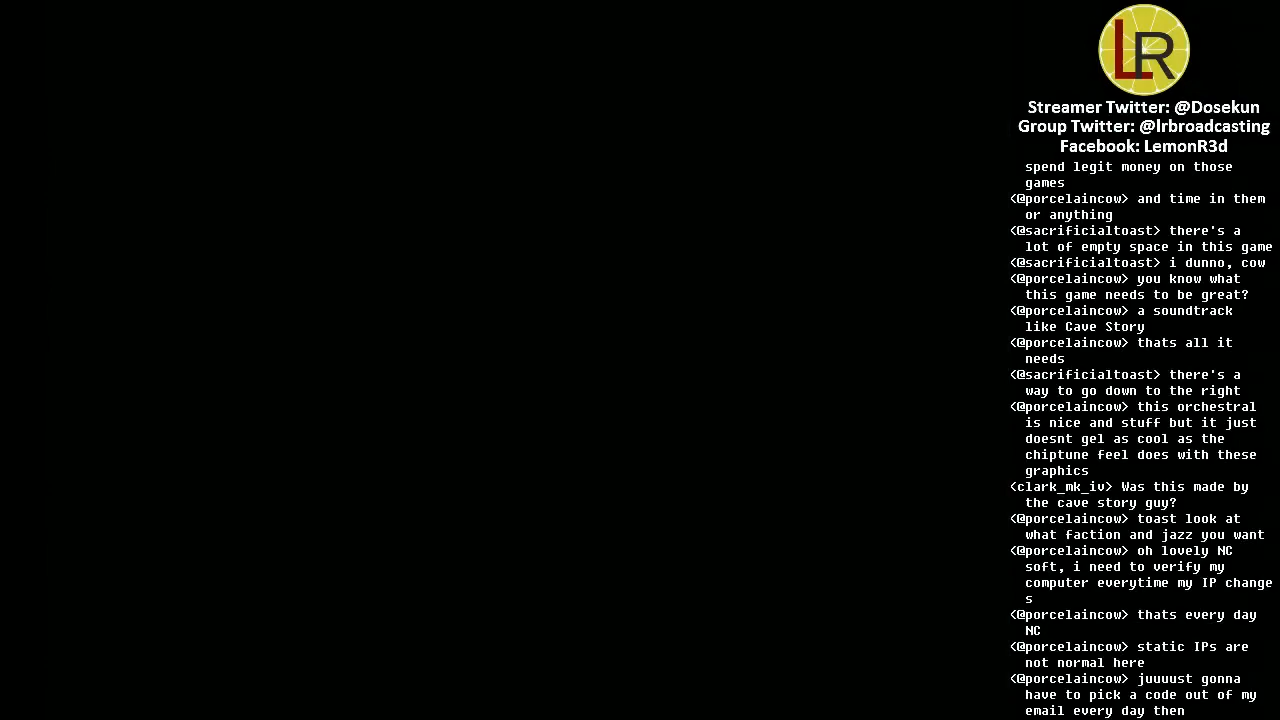 LR
Streamer Twitter: @Dosekun
Group Twitter: @lrbroadcasting
Facebook: LemonR3d
spend legit money on those
games
<@porcelaincow> and time in them
or anything
<@sacrificialtoast> there's a
lot of empty space in this game
<@sacrificialtoast> i dunno, cow
<@porcelaincow> you know what
this game needs to be great?
<@porcelaincow> a soundtrack
like Cave Story
<@porcelaincow> thats all it
needs
<@sacrificialtoast> there's a
way to go down to the right
<@porcelaincow> this orchestral
is nice and stuff but it just
doesnt gel as cool as the
chiptune feel does with these
graphics
<clark_mk_iv> Was this made by
the cave story guy?
<@porcelaincow> toast look at
what faction and jazz you want
<@porcelaincow> oh lovely NC
soft, i need to verify my
computer everytime my IP change
s
<@porcelaincow> thats every day
NC
<@porcelaincow> static IPs are
not normal here
<@porcelaincow> juuuust gonna
have to pick a code out of my
email every day then